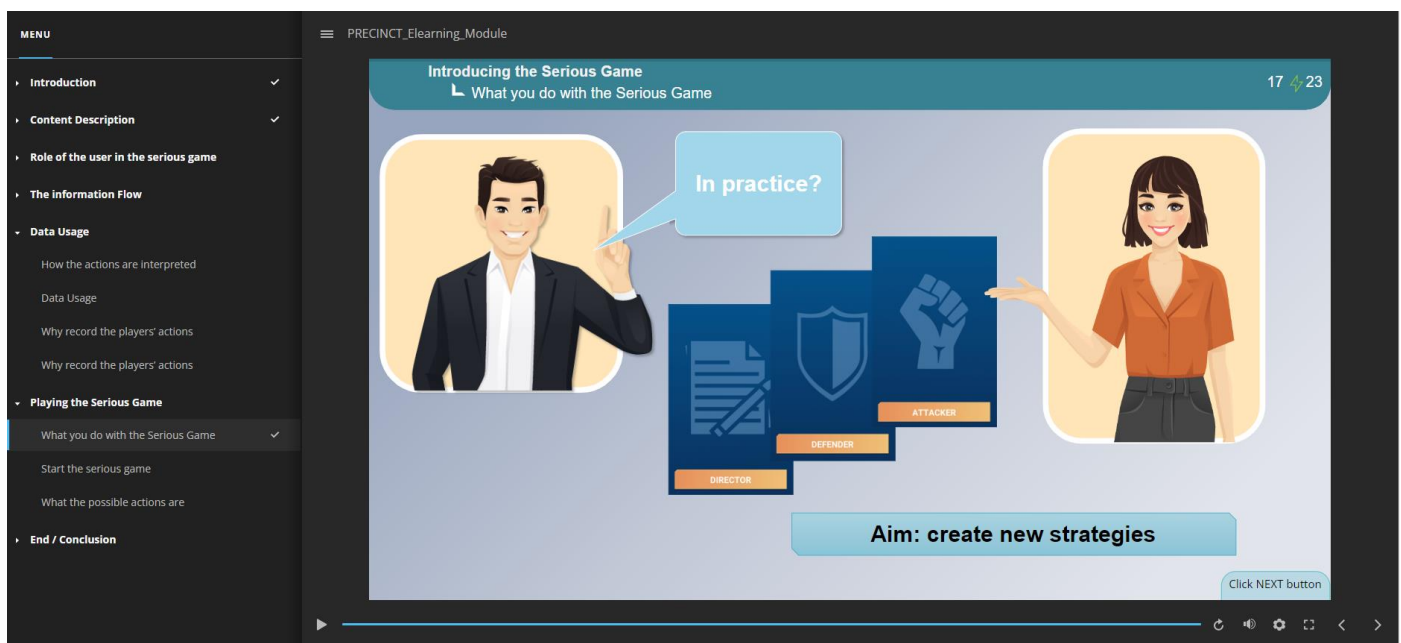 MENU
Introduction
Content Description
Role of the user in the serious game
The information Flow
Data Usage
How the actions are interpreted
Data Usage
Why record the players' actions
Why record the players' actions
Playing the Serious Game
What you do with the Serious Game
Start the serious game
What the possible actions are
End / Conclusion
PRECINCT_Elearning_Module
Introducing the Serious Game
What you do with the Serious Game
17 23
In practice?
ATTACKER
DEFENDER
DIRECTOR
Aim: create new strategies
Click NEXT button